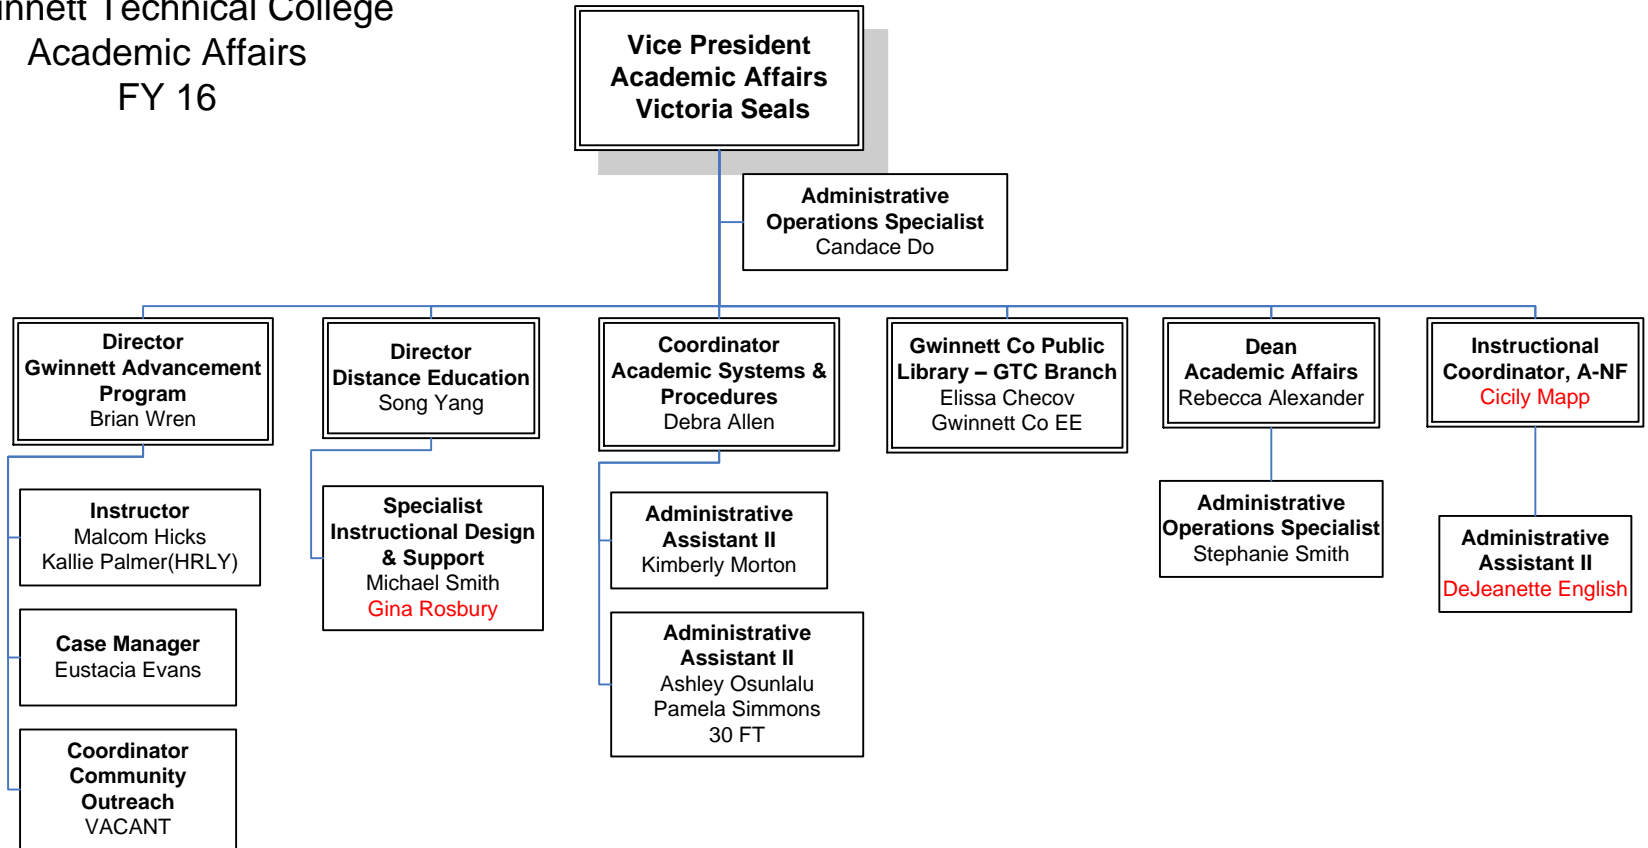 Technical College
Academic Affairs
FY 16
Vice President
Academic Affairs
Victoria Seals
Administrative
Operations Specialist
Candace Do
Director
Gwinnett Advancement
Program
Brian Wren
Director
Distance Education
Song Yang
Coordinator
Academic Systems &
Procedures
Debra Allen
Gwinnett Co Public
Library – GTC Branch
Elissa Checov
Gwinnett Co EE
Dean
Academic Affairs
Rebecca Alexander
Instructional
Coordinator, A-NF
Cicily Mapp
Instructor
Malcom Hicks
Kallie Palmer(HRLY)
Case Manager
Eustacia Evans
Coordinator
Community
Outreach
VACANT
Specialist
Instructional Design
& Support
Michael Smith
Gina Rosbury
Administrative
Assistant II
Kimberly Morton
Administrative
Assistant II
Ashley Osunlalu
Pamela Simmons
30 FT
Administrative
Operations Specialist
Stephanie Smith
Administrative
Assistant II
DeJeanette English